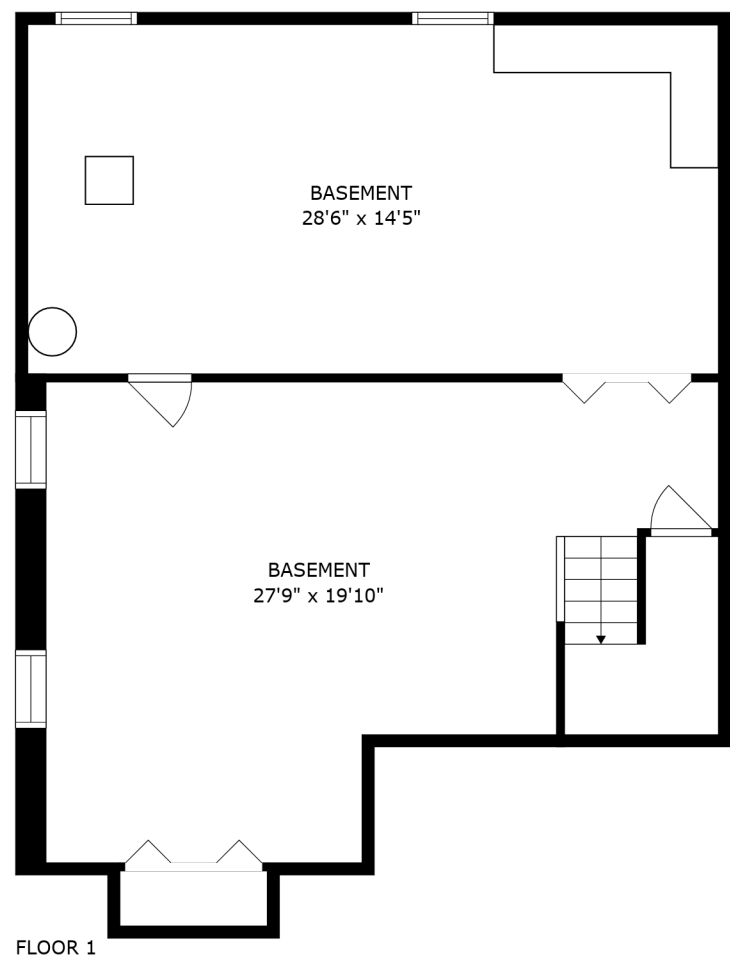 BASEMENT
28'6" x 14'5"
BASEMENT
27'9" x 19'10"
FLOOR 1